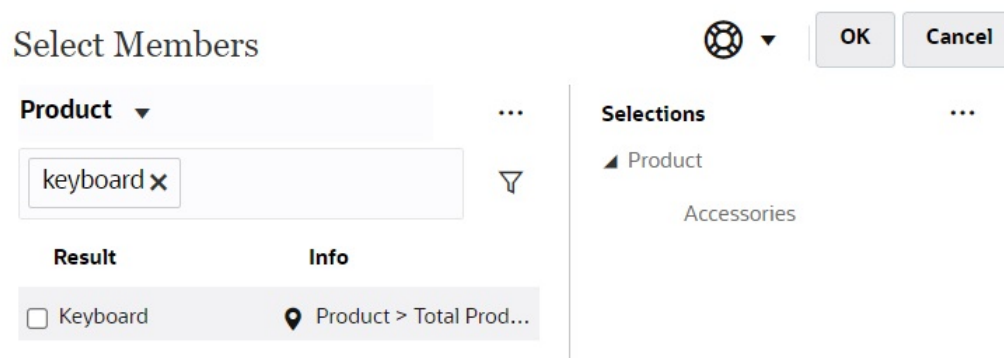 Select Members
OK
Cancel
Product
...
Selections
...
keyboard
Product
Accessories
Result
Info
Keyboard
Product > Total Prod...